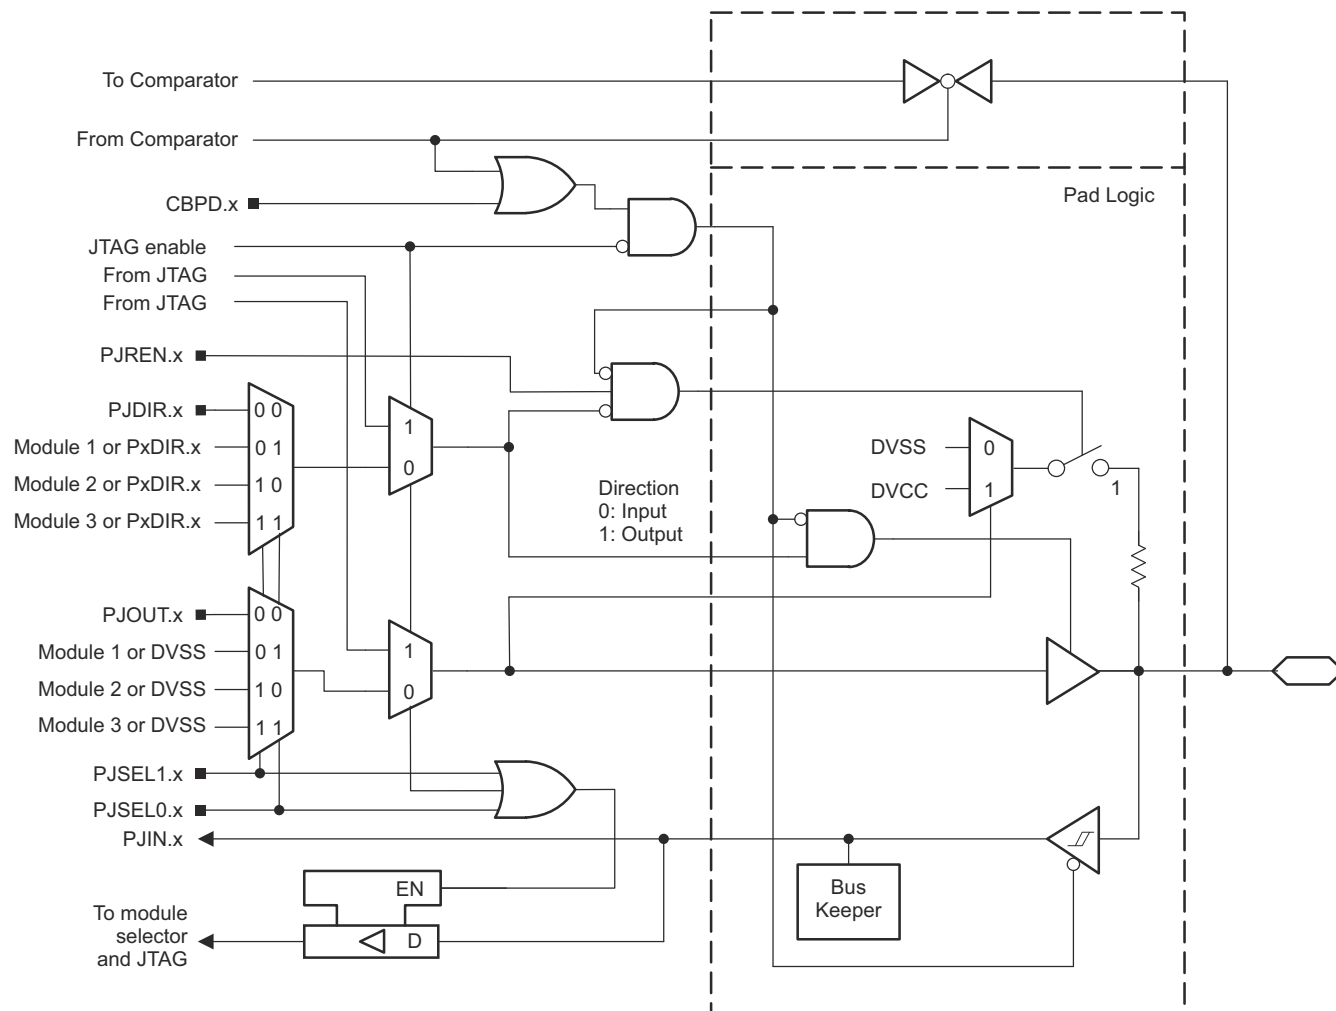 To Comparator
From Comparator
Pad Logic
CBPD.x
JTAG enable
From JTAG
From JTAG
PJREN.x
PJDIR.x
0 0
Module 1 or PxDIR.x
0 1
Module 2 or PxDIR.x
1 0
Module 3 or PxDIR.x
1 1
1
0
DVSS
0
DVCC
1
1
Direction
0: Input
1: Output
PJOUT.x
0 0
Module 1 or DVSS
0 1
Module 2 or DVSS
1 0
Module 3 or DVSS
1 1
1
0
PJSEL1.x
PJSEL0.x
PJIN.x
EN
D
Bus
Keeper
To module
selector
and JTAG